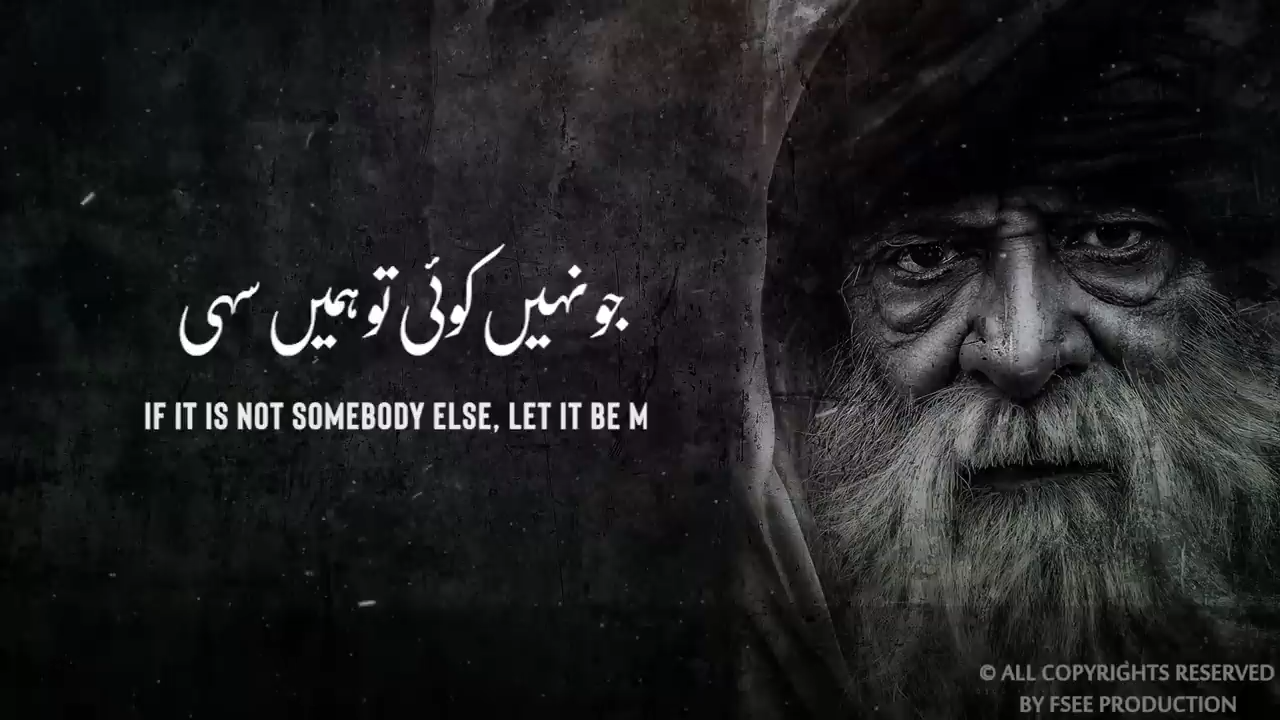 جو نہیں کوئی تو ہمیں سہی
IF IT IS NOT SOMEBODY ELSE, LET IT BE M
© ALL COPYRIGHTS RESERVED
BY FSEE PRODUCTION